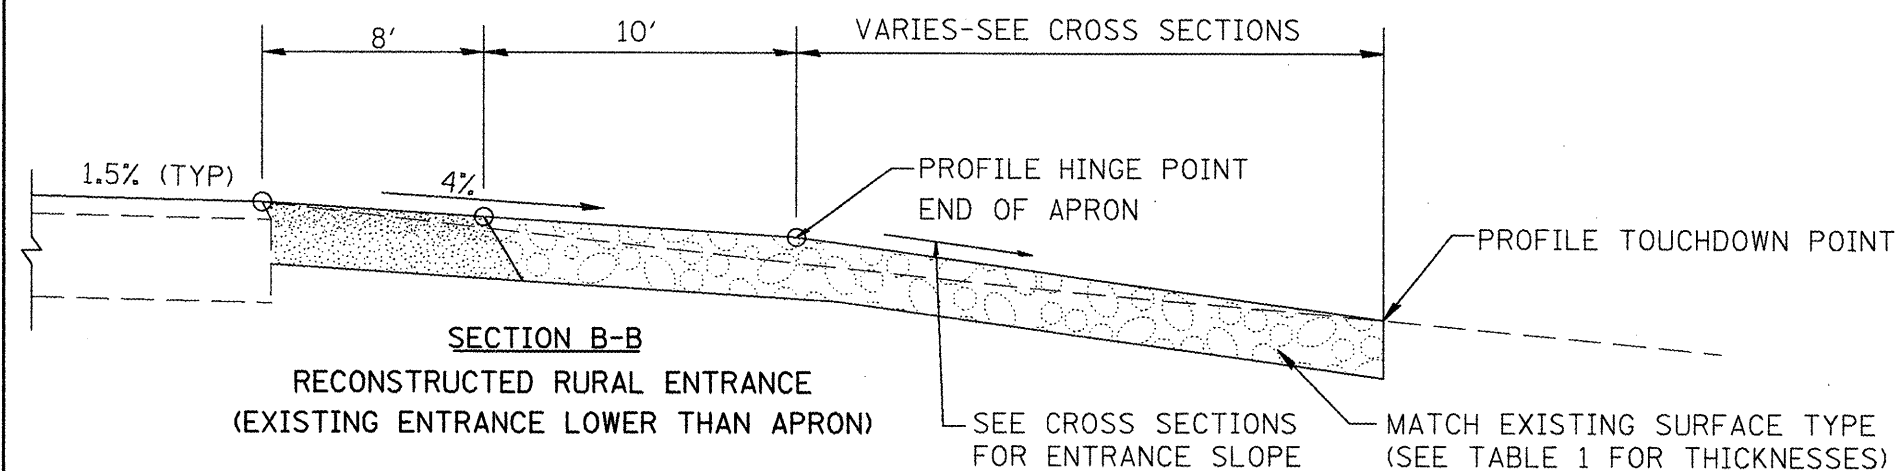 8' 10' VARIES-SEE CROSS SECTIONS
1.5% (TYP)
4%
PROFILE HINGE POINT
END OF APRON
PROFILE TOUCHDOWN POINT
SECTION B-B
RECONSTRUCTED RURAL ENTRANCE
(EXISTING ENTRANCE LOWER THAN APRON)
SEE CROSS SECTIONS
FOR ENTRANCE SLOPE
MATCH EXISTING SURFACE TYPE
(SEE TABLE 1 FOR THICKNESSES)